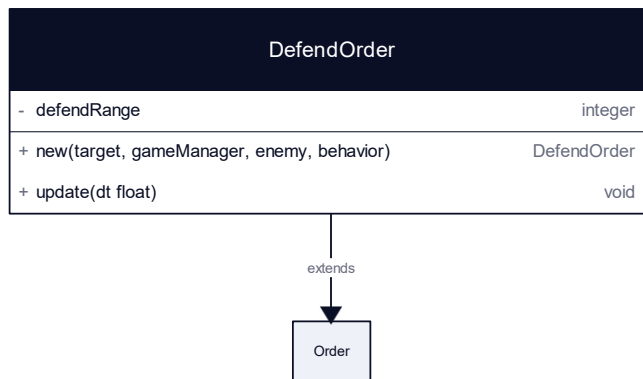 DefendOrder
- defendRange integer
+ new(target, gameManager, enemy, behavior) DefendOrder
+ update(dt float) void
extends
Order